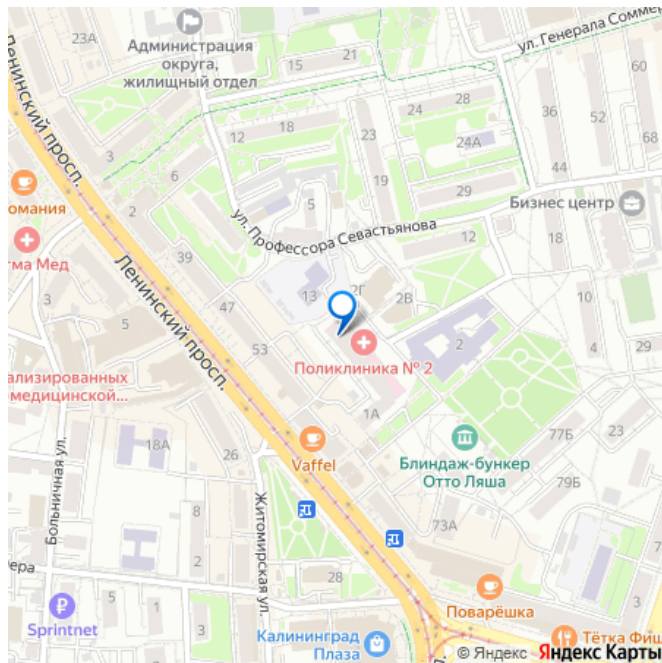 Администрация
округа,
жилищный отдел
ул. Генерала Сомме
Ленинский просп.
3
3А
15
21
60
36
52
68
24
28
24А
12
18
23
19
6
44
2
29
омания
Бизнес центр
5
ул. Профессора Севастьянова
12
18
гма Мед
39
3
Ленинский просп.
13
2Г
2В
10
47
5
53
2
4
29
Поликлиника № 2
ализированных
медицинской...
1А
Больничная ул.
18А
26
Vaffel
Блиндаж-бункер
Отто Ляша
77Б
23
79Б
73А
Житомирская ул.
8
2
ера
28
Поварёшка
1
3
Sprintnet
Калининград
Плаза
Тётка Фиш
© Яндекс Яндекс Карты